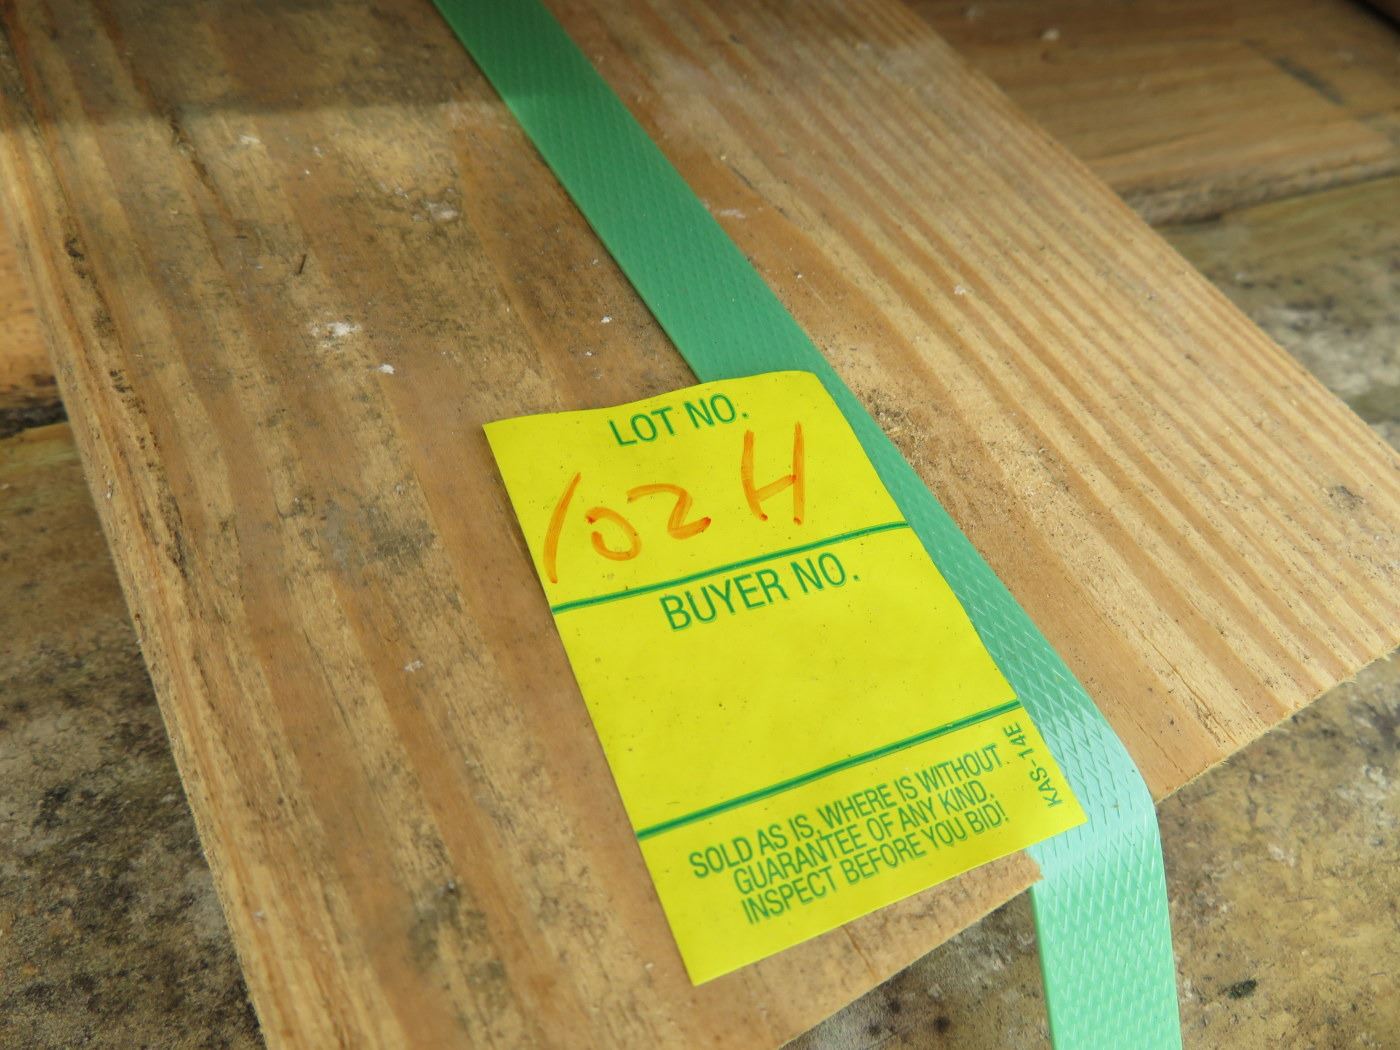 LOT NO.
102H
BUYER NO.
SOLD AS IS, WHERE IS WITHOUT
GUARANTEE OF ANY KIND.
INSPECT BEFORE YOU BID!
KAS-14E